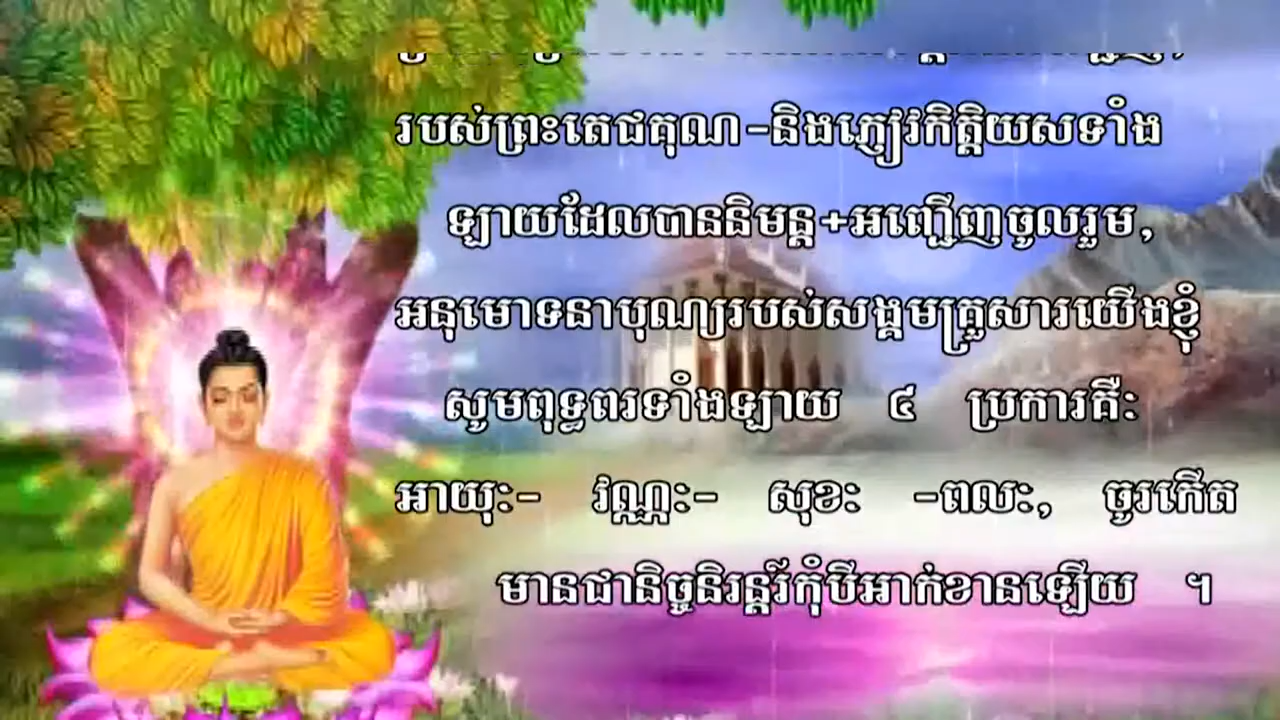 របស់ព្រះតេជគុណ-និងភ្ញៀវកិត្តិយសទាំង
ឡាយដែលបាននិមន្ត+អញ្ជើញចូលរួម,
អនុមោទនាបុណ្យរបស់សង្គមគ្រួសារយើងខ្ញុំ
សូមពុទ្ធពរទាំងឡាយ ៤ ប្រការគឺៈ
អាយុៈ- វណ្ណៈ- សុខៈ -ពលៈ, ចូរកើត
មានជានិច្ចនិរន្តរ៍កុំបីអាក់ខានឡើយ ។